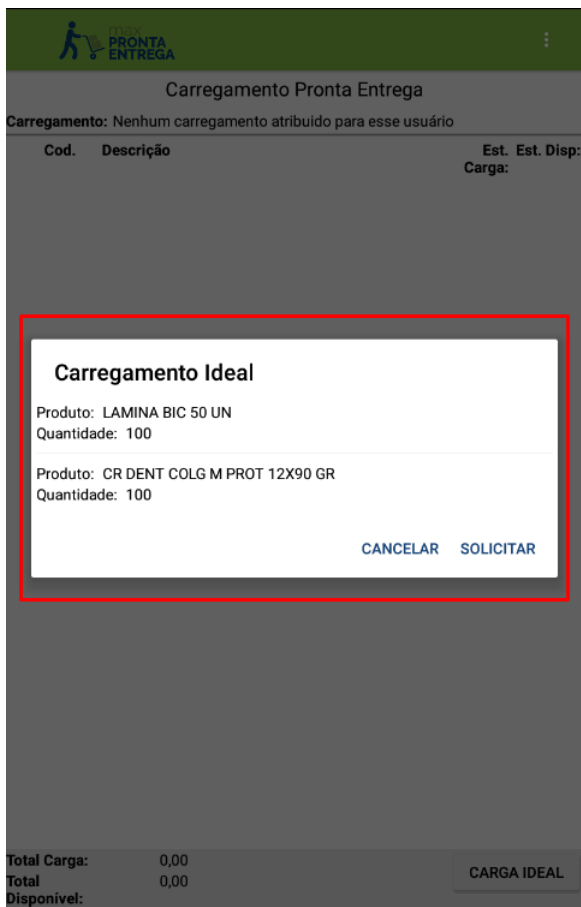 max
PRONTA
ENTREGA
Carregamento Pronta Entrega
Carregamento: Nenhum carregamento atribuido para esse usuário
Cod. Descrição Est. Carga: Est. Disp:
Carregamento Ideal
Produto: LAMINA BIC 50 UN
Quantidade: 100
Produto: CR DENT COLG M PROT 12X90 GR
Quantidade: 100
CANCELAR SOLICITAR
Total Carga: 0,00
Total Disponível: 0,00
CARGA IDEAL